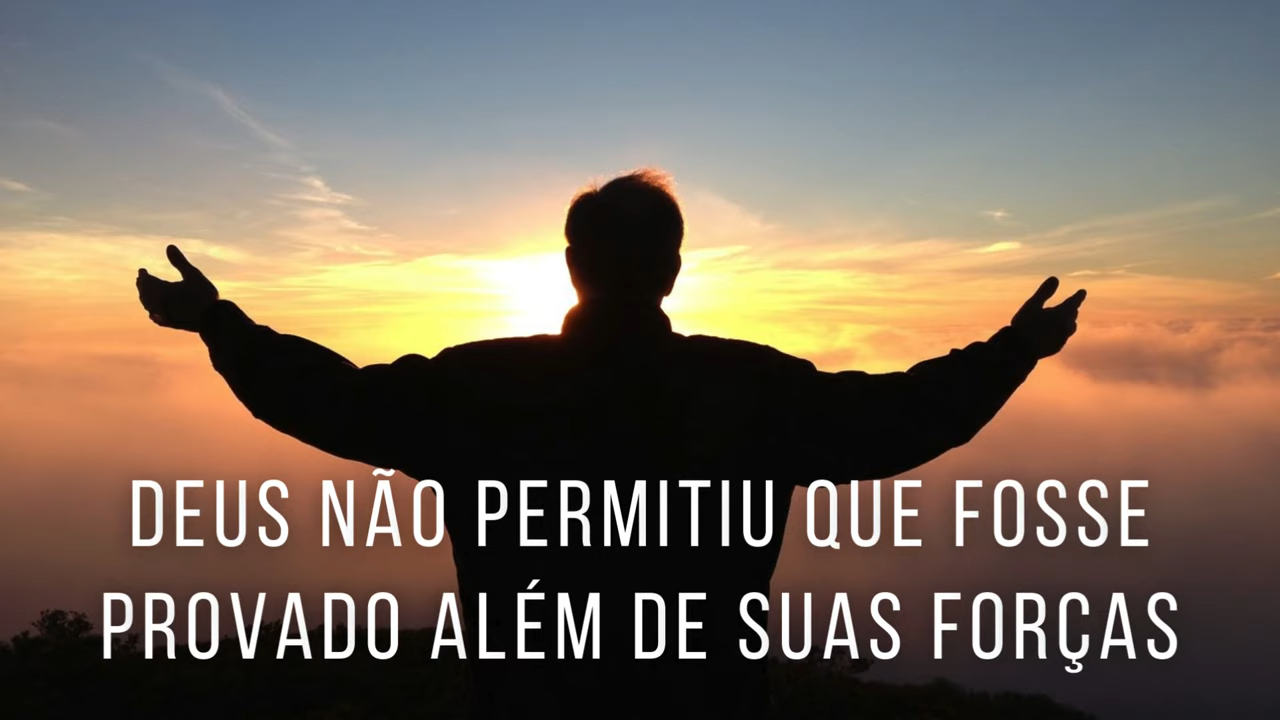 DEUS NÃO PERMITIU QUE FOSSE
PROVADO ALÉM DE SUAS FORÇAS